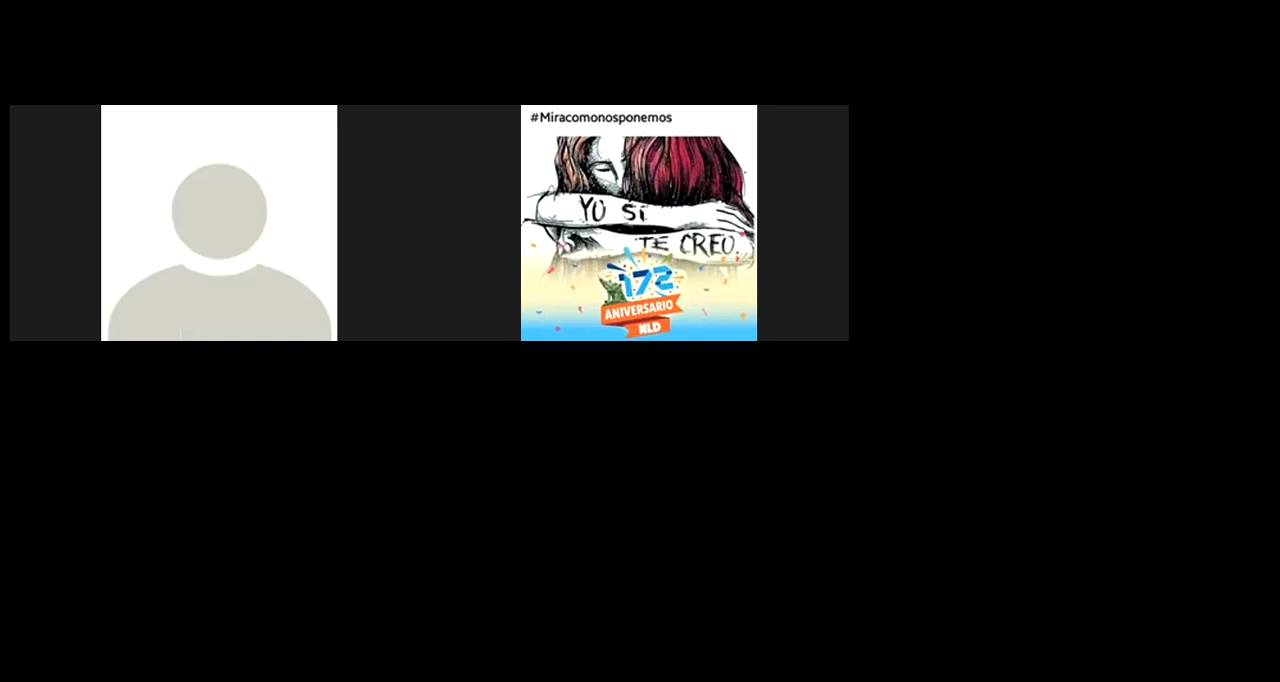 #Miracomonosponemos
YO SÍ
TE CREO.
172
ANIVERSARIO
NLD